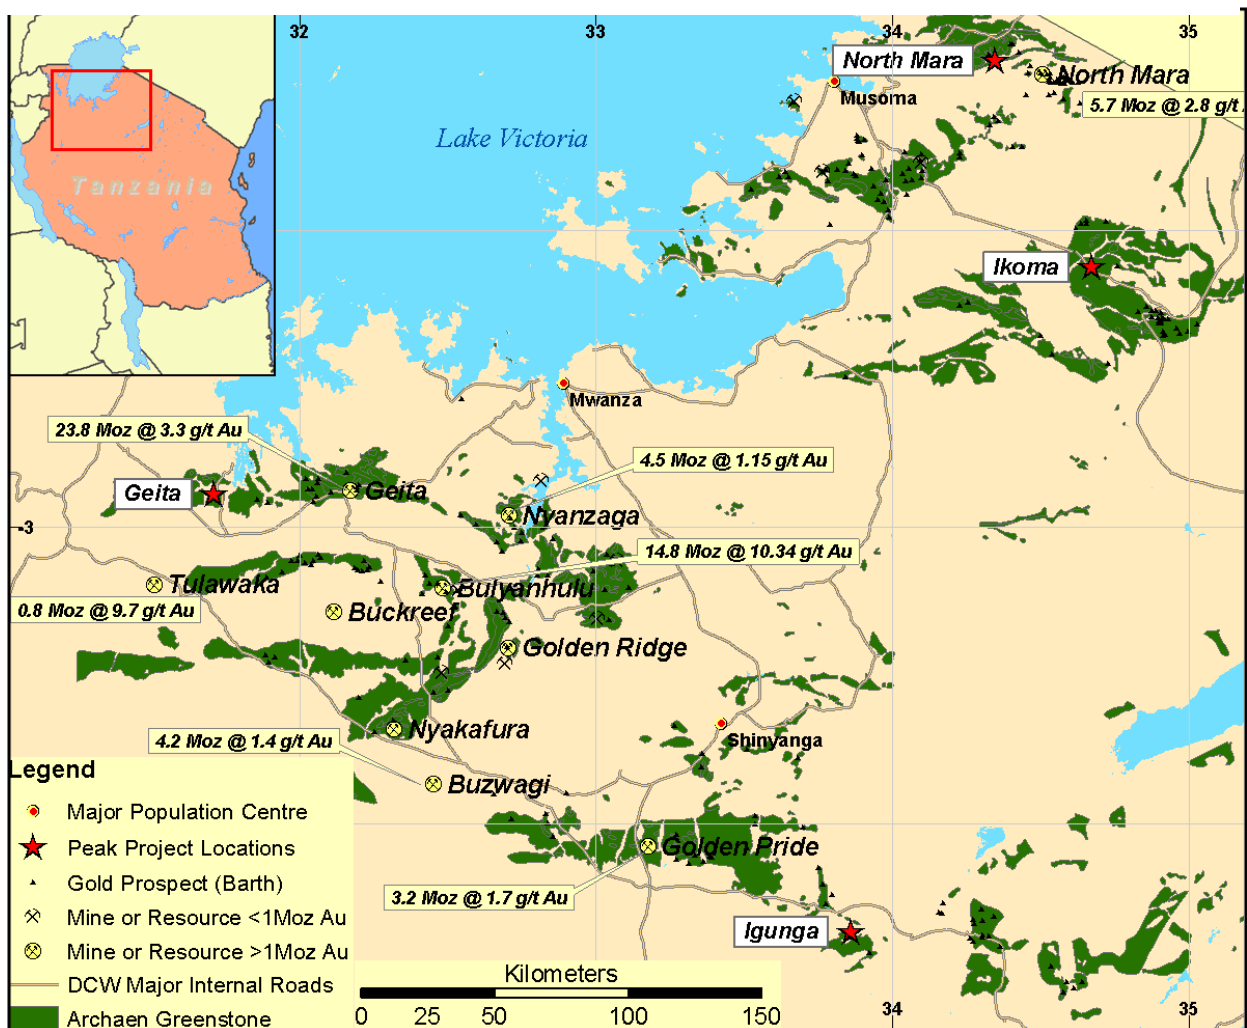 32
33
34
35
North Mara
North Mara
Musoma
5.7 Moz @ 2.8 g/t
Lake Victoria
Tanzania
Ikoma
Mwanza
23.8 Moz @ 3.3 g/t Au
4.5 Moz @ 1.15 g/t Au
Geita
Geita
Nyanzaga
-3
14.8 Moz @ 10.34 g/t Au
Tulawaka
Bulyanhulu
0.8 Moz @ 9.7 g/t Au
Buckreef
Golden Ridge
Nyakafura
Shinyanga
4.2 Moz @ 1.4 g/t Au
Buzwagi
Golden Pride
3.2 Moz @ 1.7 g/t Au
Igunga
Legend
Major Population Centre
Peak Project Locations
Gold Prospect (Barth)
Mine or Resource <1Moz Au
Mine or Resource >1Moz Au
DCW Major Internal Roads
Archaen Greenstone
Kilometers
0 25 50 100 150
34
35